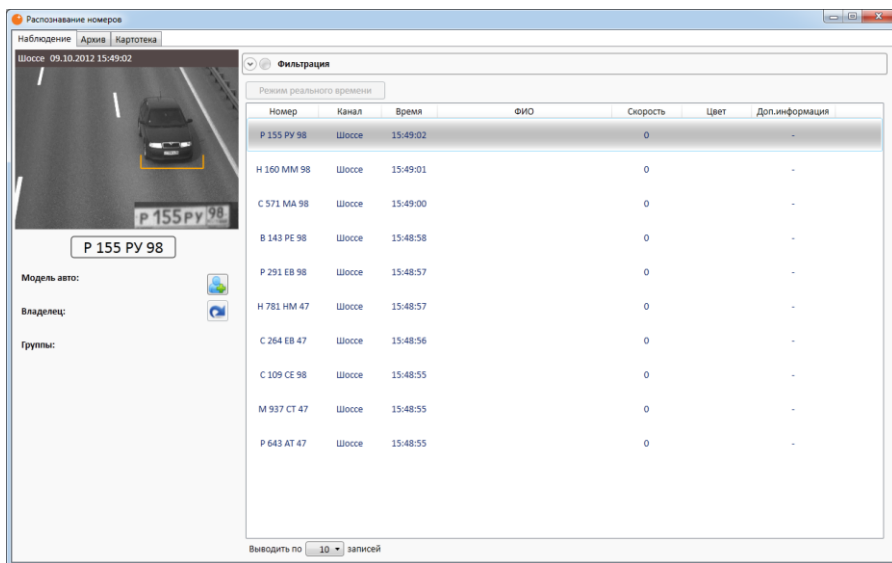 Распознавание номеров
Наблюдение Архив Картотека
Шоссе 09.10.2012 15:49:02
Р 155 РУ 98
Р 155 РУ 98
Модель авто:
Владелец:
Группы:
Фильтрация
Режим реального времени
Номер Канал Время ФИО Скорость Цвет Доп.информация
Р 155 РУ 98 Шоссе 15:49:02 0 -
Н 160 ММ 98 Шоссе 15:49:01 0 -
С 571 МА 98 Шоссе 15:49:00 0 -
В 143 РЕ 98 Шоссе 15:48:58 0 -
Р 291 ЕВ 98 Шоссе 15:48:57 0 -
Н 781 НМ 47 Шоссе 15:48:57 0 -
С 264 ЕВ 47 Шоссе 15:48:56 0 -
С 109 СЕ 98 Шоссе 15:48:55 0 -
М 937 СТ 47 Шоссе 15:48:55 0 -
Р 643 АТ 47 Шоссе 15:48:55 0 -
Выводить по 10 записей